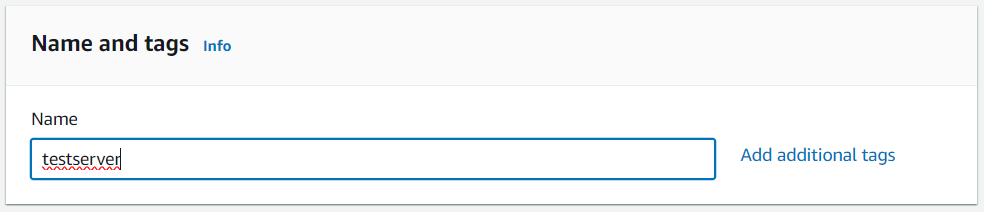 Name and tags Info
Name
testserver
Add additional tags